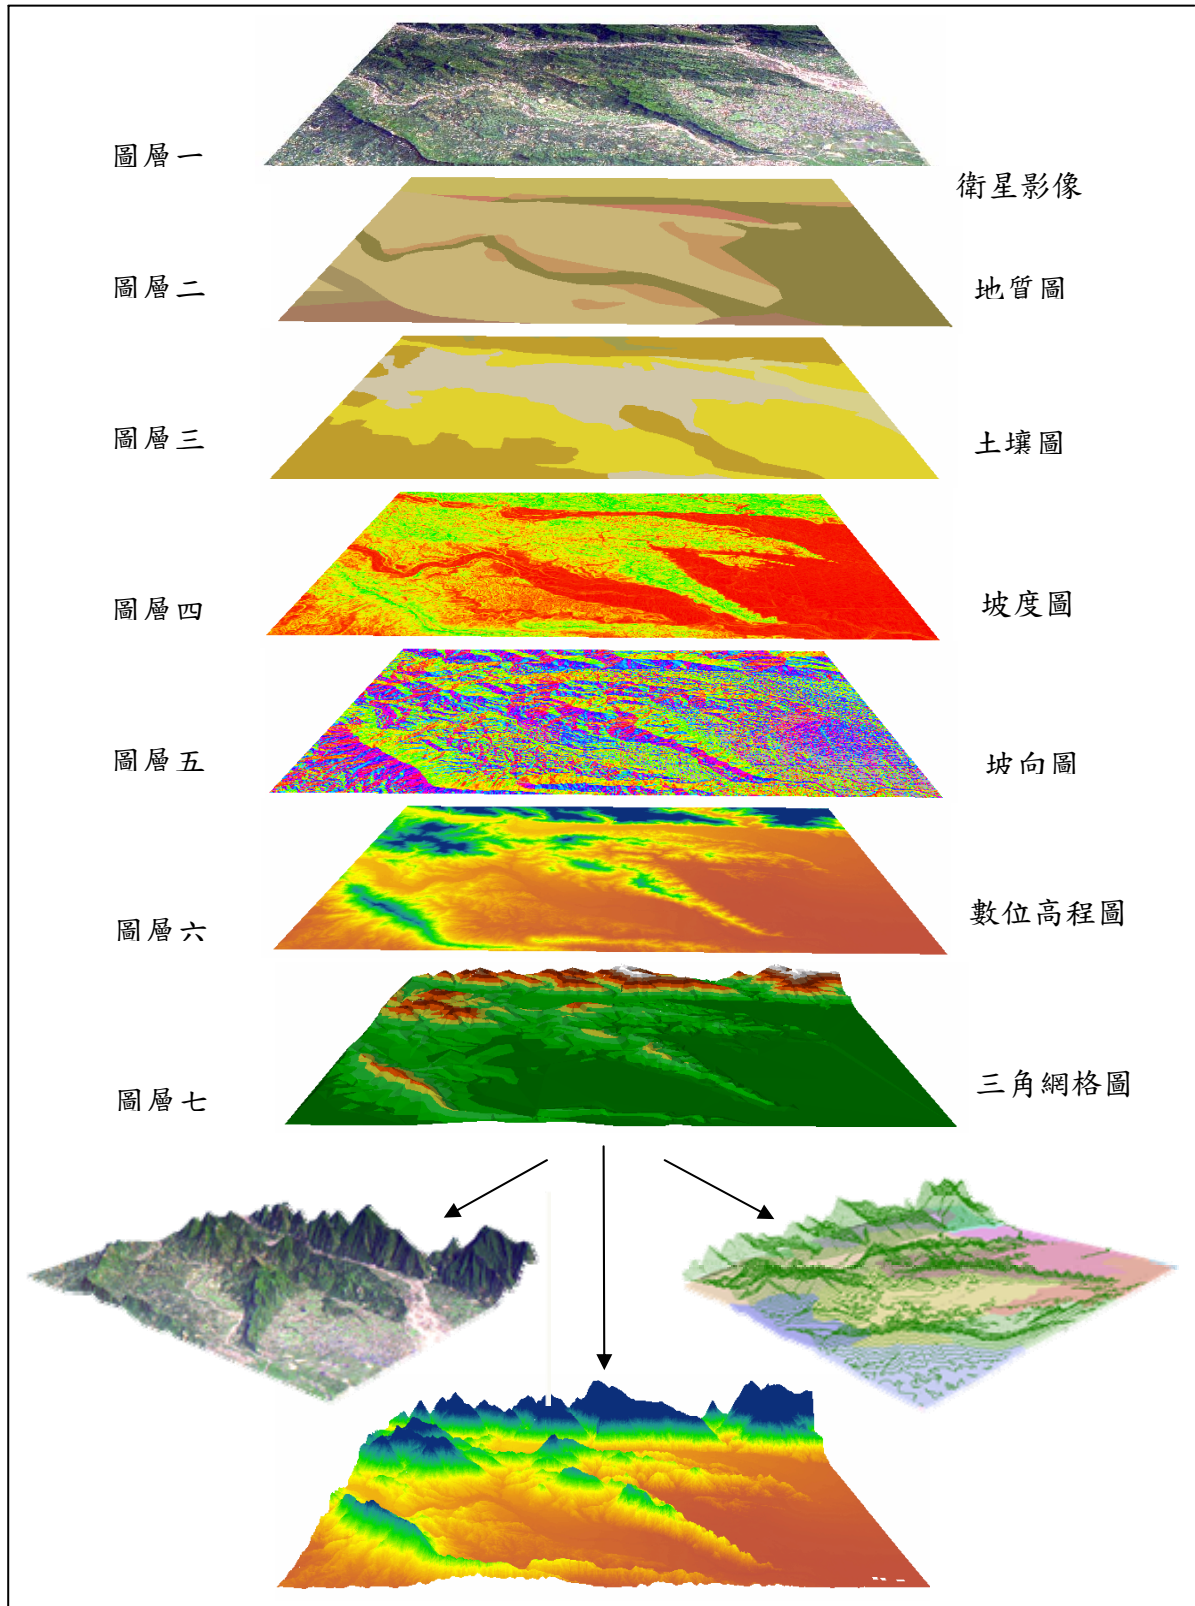 圖層一
衛星影像
圖層二
地質圖
圖層三
土壤圖
圖層四
坡度圖
圖層五
坡向圖
圖層六
數位高程圖
圖層七
三角網格圖